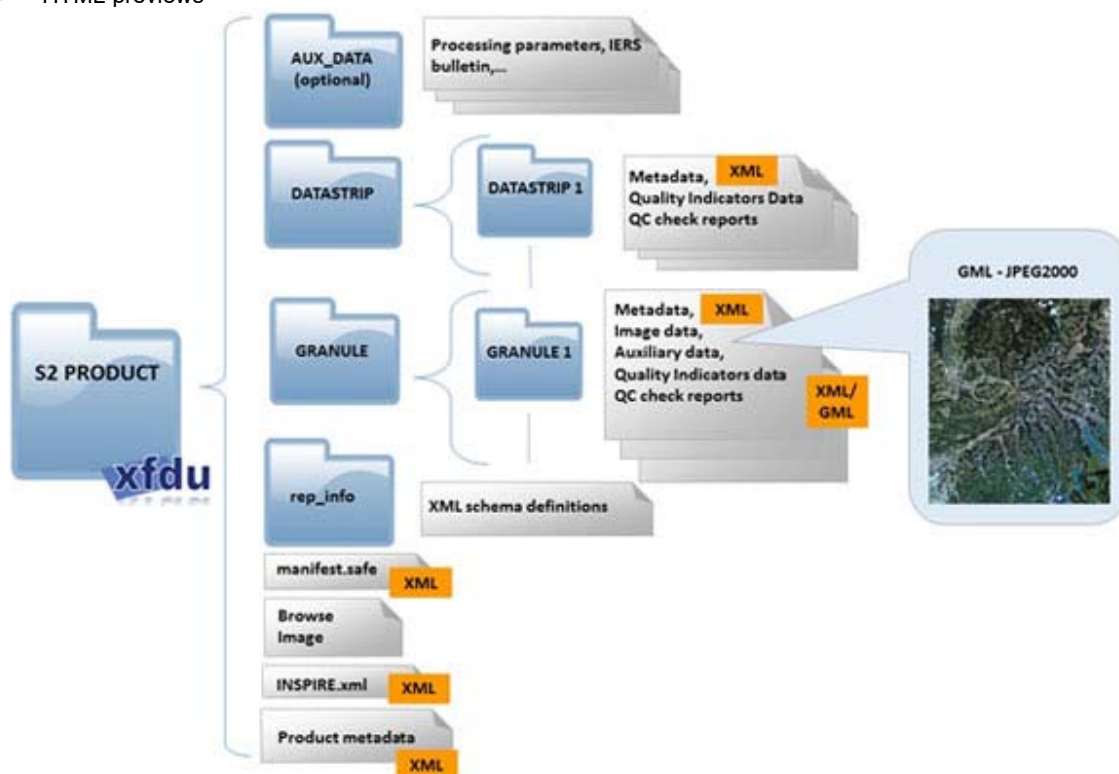 HTML previews
AUX_DATA
(optional)
Processing parameters, IERS
bulletin,...
DATASTRIP
DATASTRIP 1
Metadata, XML
Quality Indicators Data
QC check reports
GML - JPEG2000
S2 PRODUCT
xfdu
GRANULE
GRANULE 1
Metadata, XML
Image data,
Auxiliary data,
Quality Indicators data
QC check reports
XML/
GML
rep_info
XML schema definitions
manifest.safe
XML
Browse
Image
INSPIRE.xml
XML
Product metadata
XML